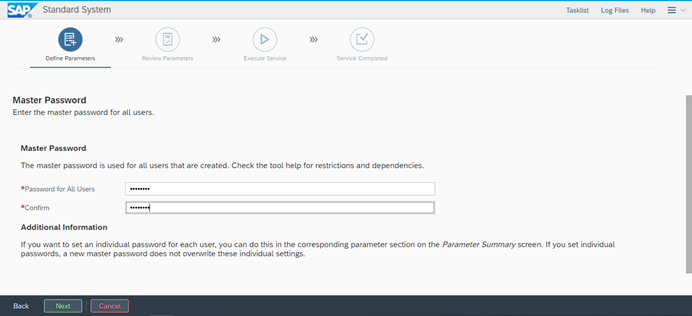 SAP Standard System Tasklist Log Files Help
Define Parameters Review Parameters Execute Service Service Completed
Master Password
Enter the master password for all users.
Master Password
The master password is used for all users that are created. Check the tool help for restrictions and dependencies.
*Password for All Users ••••••••
*Confirm ••••••••
Additional Information
If you want to set an individual password for each user, you can do this in the corresponding parameter section on the Parameter Summary screen. If you set individual
passwords, a new master password does not overwrite these individual settings.
Back Next Cancel